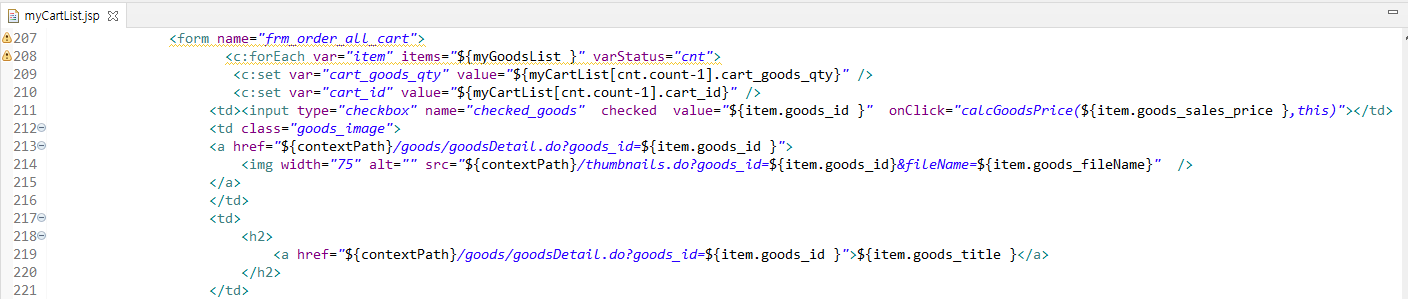 myCartList.jsp
207 <form name="frm_order_all_cart">
208 <c:forEach var="item" items="${myGoodsList }" varStatus="cnt">
209 <c:set var="cart_goods_qty" value="${myCartList[cnt.count-1].cart_goods_qty}" />
210 <c:set var="cart_id" value="${myCartList[cnt.count-1].cart_id}" />
211 <td><input type="checkbox" name="checked_goods"  checked  value="${item.goods_id }"  onClick="calcGoodsPrice(${item.goods_sales_price },this)"></td>
212 <td class="goods_image">
213 <a href="${contextPath}/goods/goodsDetail.do?goods_id=${item.goods_id }">
214 <img width="75" alt="" src="${contextPath}/thumbnails.do?goods_id=${item.goods_id}&fileName=${item.goods_fileName}"  />
215 </a>
216 </td>
217 <td>
218 <h2>
219 <a href="${contextPath}/goods/goodsDetail.do?goods_id=${item.goods_id }">${item.goods_title }</a>
220 </h2>
221 </td>